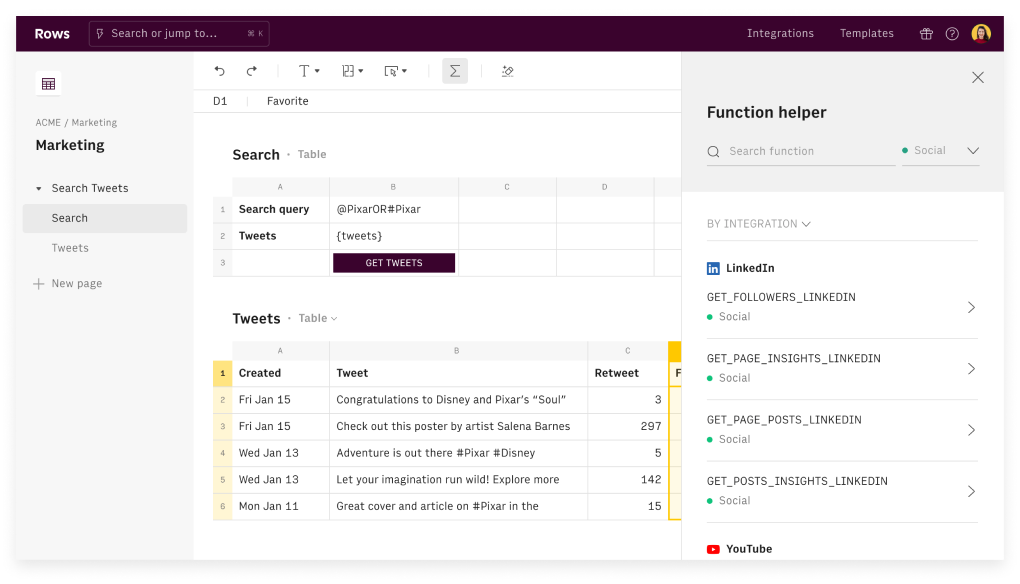 Rows
Search or jump to...
⌘ K
Integrations
Templates
ACME / Marketing
Marketing
Search Tweets
Search
Tweets
New page
D1
Favorite
Search · Table
A B C D
1 Search query @PixarOR#Pixar
2 Tweets {tweets}
3 GET TWEETS
Tweets · Table
A B C
1 Created Tweet Retweet F
2 Fri Jan 15 Congratulations to Disney and Pixar’s “Soul” 3
3 Fri Jan 15 Check out this poster by artist Salena Barnes 297
4 Wed Jan 13 Adventure is out there #Pixar #Disney 5
5 Wed Jan 13 Let your imagination run wild! Explore more 142
6 Mon Jan 11 Great cover and article on #Pixar in the 15
Function helper
Search function
Social
BY INTEGRATION
LinkedIn
GET_FOLLOWERS_LINKEDIN
Social
GET_PAGE_INSIGHTS_LINKEDIN
Social
GET_PAGE_POSTS_LINKEDIN
Social
GET_POSTS_INSIGHTS_LINKEDIN
Social
YouTube